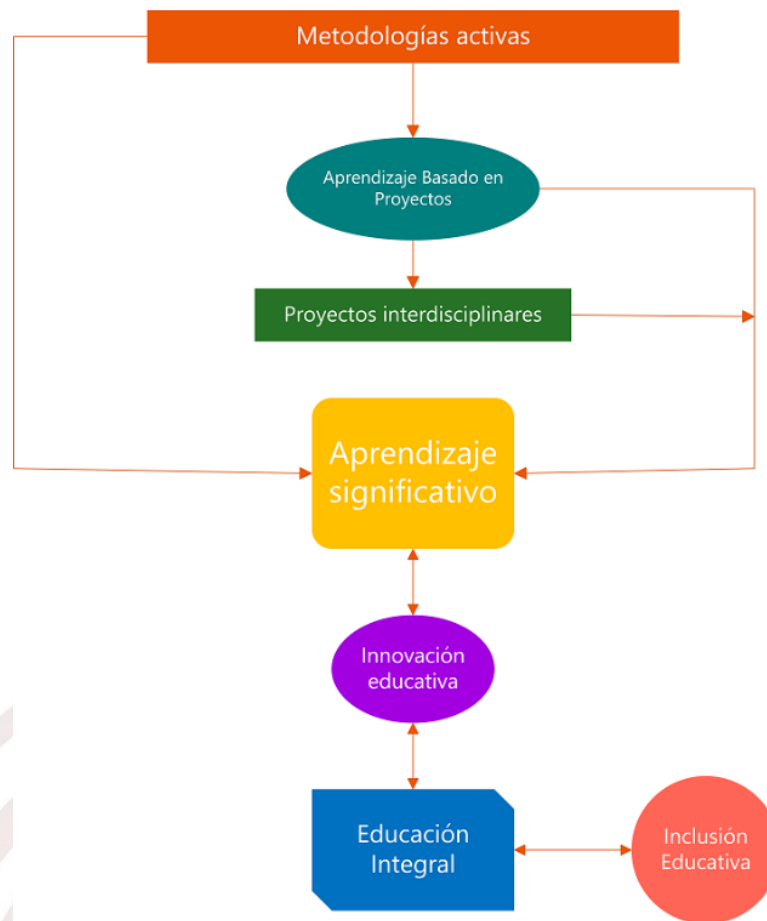 Metodologías activas
Aprendizaje Basado en
Proyectos
Proyectos interdisciplinares
Aprendizaje
significativo
Innovación
educativa
Educación
Integral
Inclusión
Educativa